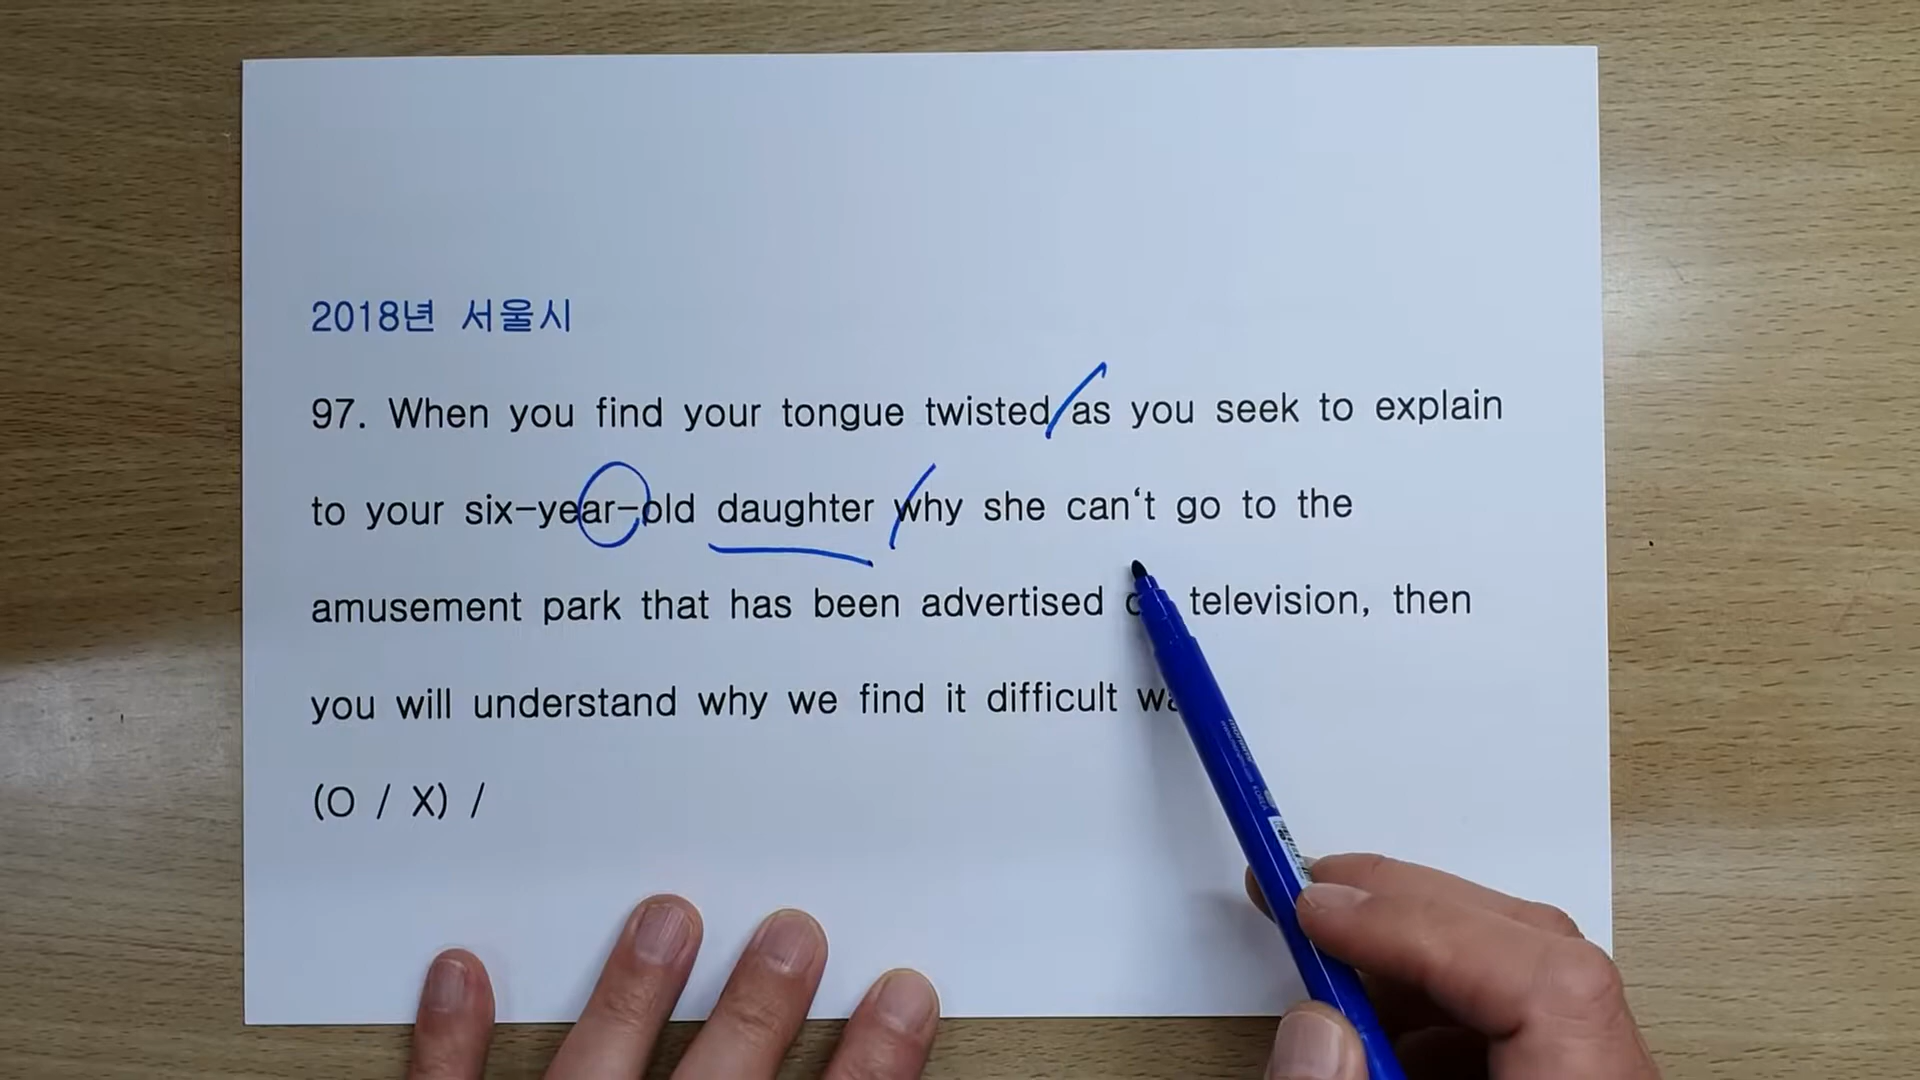 2018년 서울시
97. When you find your tongue twisted as you seek to explain
to your six-year-old daughter why she can't go to the
amusement park that has been advertised television, then
you will understand why we find it difficult
(O / X) /